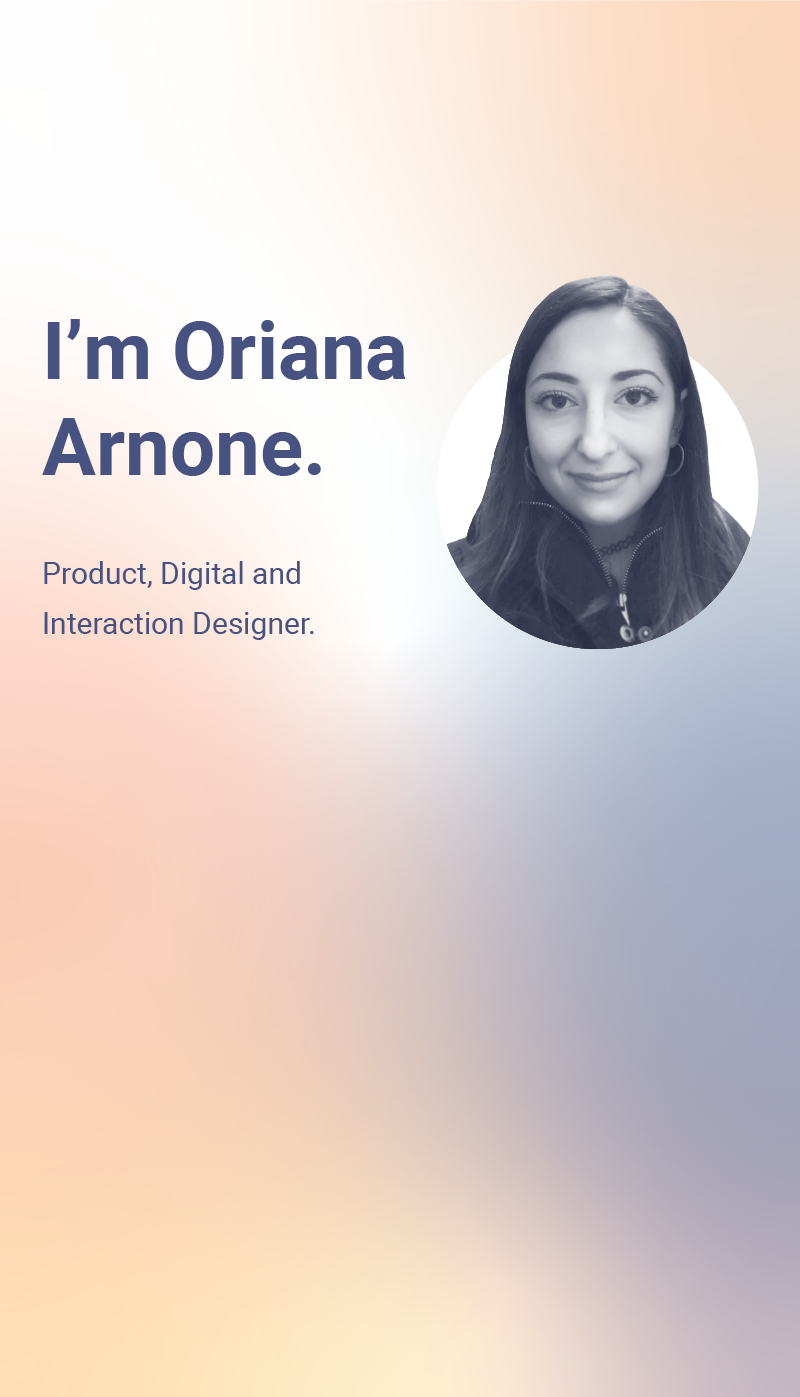 I’m Oriana
Arnone.
Product, Digital and
Interaction Designer.